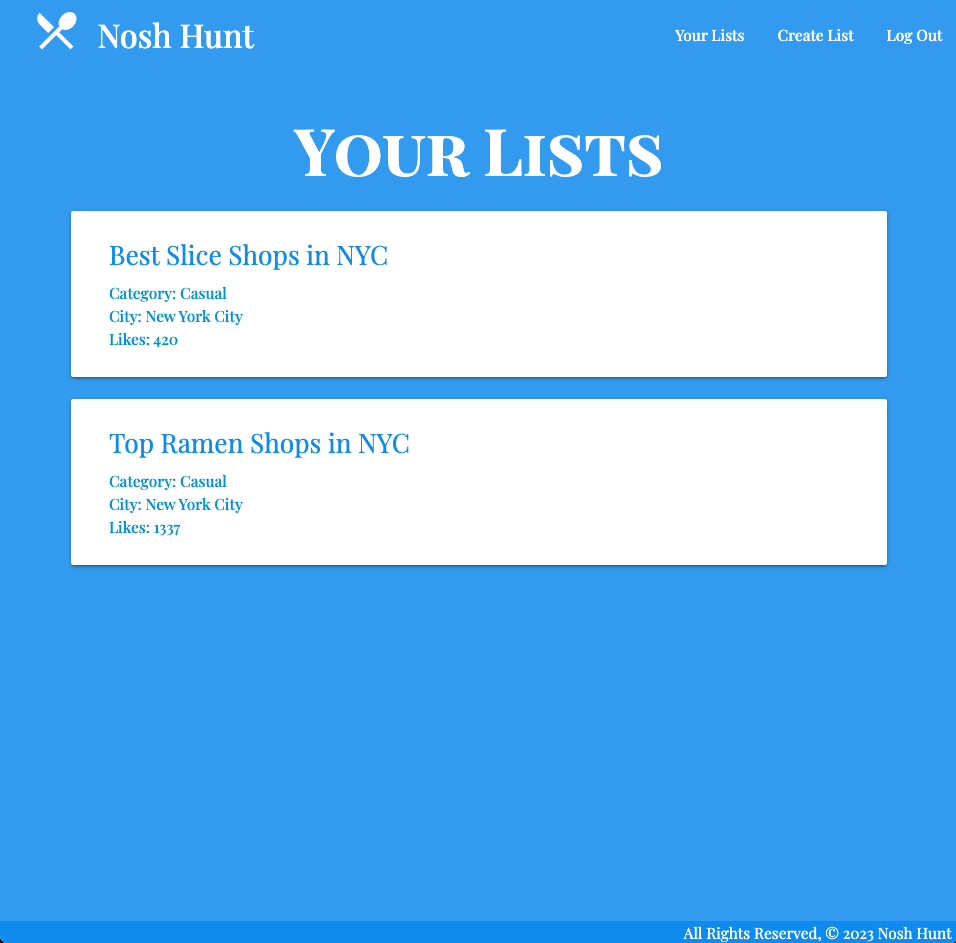 Nosh Hunt
Your Lists Create List Log Out
Your Lists
Best Slice Shops in NYC
Category: Casual
City: New York City
Likes: 420
Top Ramen Shops in NYC
Category: Casual
City: New York City
Likes: 1337
All Rights Reserved, © 2023 Nosh Hunt